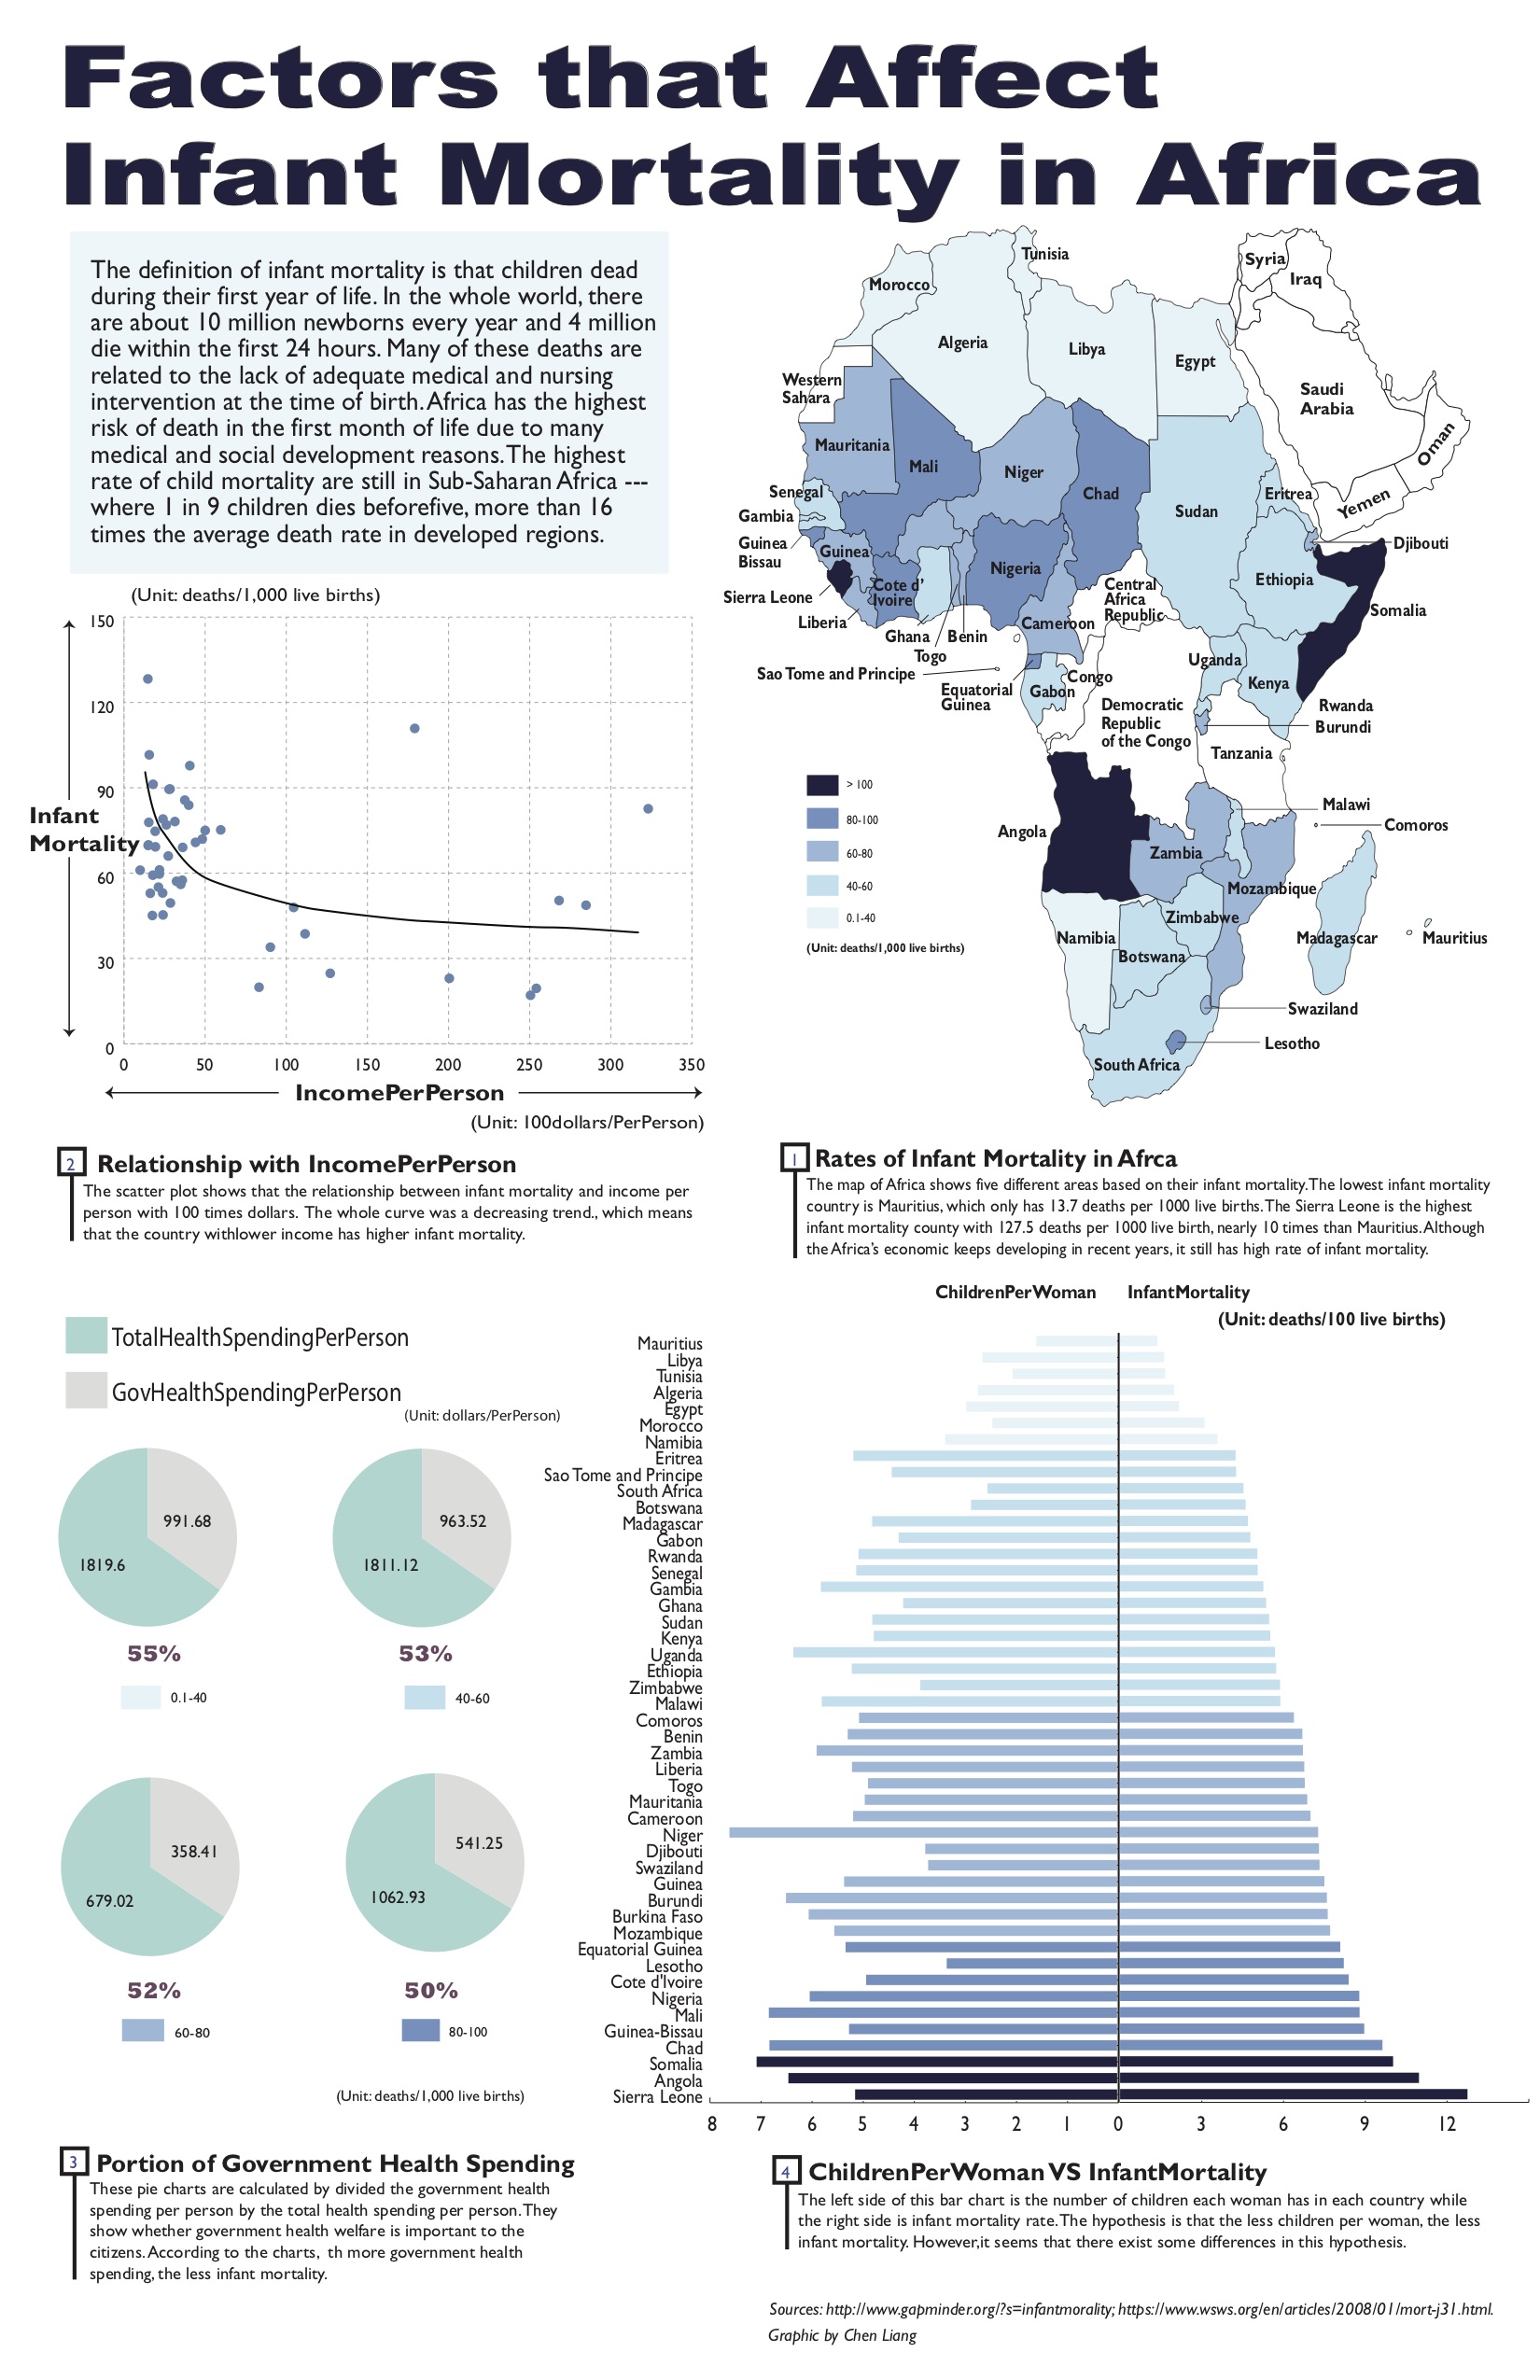 Factors that Affect
Infant Mortality in Africa
The definition of infant mortality is that children dead
during their first year of life. In the whole world, there
are about 10 million newborns every year and 4 million
die within the first 24 hours. Many of these deaths are
related to the lack of adequate medical and nursing
intervention at the time of birth. Africa has the highest
risk of death in the first month of life due to many
medical and social development reasons. The highest
rate of child mortality are still in Sub-Saharan Africa ---
where 1 in 9 children dies beforefive, more than 16
times the average death rate in developed regions.
Tunisia
Morocco
Algeria
Libya
Egypt
Syria
Iraq
Saudi
Arabia
Oman
Yemen
Western
Sahara
Mauritania
Mali
Niger
Chad
Sudan
Eritrea
Senegal
Gambia
Guinea
Bissau
Guinea
Sierra Leone
Liberia
Cote d'
Ivoire
Ghana
Togo
Benin
Nigeria
Cameroon
Central
Africa
Republic
Djibouti
Ethiopia
Somalia
Uganda
Kenya
Sao Tome and Principe
Equatorial
Guinea
Gabon
Congo
Democratic
Republic
of the Congo
Rwanda
Burundi
Tanzania
Malawi
Comoros
Angola
Zambia
Mozambique
Zimbabwe
Namibia
Botswana
Madagascar
Mauritius
Swaziland
Lesotho
South Africa
> 100
80-100
60-80
40-60
0.1-40
(Unit: deaths/1,000 live births)
(Unit: deaths/1,000 live births)
150
120
90
60
30
0
Infant
Mortality
0 50 100 150 200 250 300 350
IncomePerPerson
(Unit: 100dollars/PerPerson)
2 Relationship with IncomePerPerson
The scatter plot shows that the relationship between infant mortality and income per
person with 100 times dollars. The whole curve was a decreasing trend., which means
that the country withlower income has higher infant mortality.
1 Rates of Infant Mortality in Afrca
The map of Africa shows five different areas based on their infant mortality. The lowest infant mortality
country is Mauritius, which only has 13.7 deaths per 1000 live births. The Sierra Leone is the highest
infant mortality county with 127.5 deaths per 1000 live birth, nearly 10 times than Mauritius. Although
the Africa's economic keeps developing in recent years, it still has high rate of infant mortality.
TotalHealthSpendingPerPerson
GovHealthSpendingPerPerson
(Unit: dollars/PerPerson)
991.68
1819.6
55%
0.1-40
963.52
1811.12
53%
40-60
358.41
679.02
52%
60-80
541.25
1062.93
50%
80-100
(Unit: deaths/1,000 live births)
3 Portion of Government Health Spending
These pie charts are calculated by divided the government health
spending per person by the total health spending per person. They
show whether government health welfare is important to the
citizens. According to the charts, th more government health
spending, the less infant mortality.
ChildrenPerWoman InfantMortality
(Unit: deaths/100 live births)
Mauritius
Libya
Tunisia
Algeria
Egypt
Morocco
Namibia
Eritrea
Sao Tome and Principe
South Africa
Botswana
Madagascar
Gabon
Rwanda
Senegal
Gambia
Ghana
Sudan
Kenya
Uganda
Ethiopia
Zimbabwe
Malawi
Comoros
Benin
Zambia
Liberia
Togo
Mauritania
Cameroon
Niger
Djibouti
Swaziland
Guinea
Burundi
Burkina Faso
Mozambique
Equatorial Guinea
Lesotho
Cote d'Ivoire
Nigeria
Mali
Guinea-Bissau
Chad
Somalia
Angola
Sierra Leone
8 7 6 5 4 3 2 1 0 3 6 9 12
4 ChildrenPerWoman VS InfantMortality
The left side of this bar chart is the number of children each woman has in each country while
the right side is infant mortality rate. The hypothesis is that the less children per woman, the less
infant mortality. However, it seems that there exist some differences in this hypothesis.
Sources: http://www.gapminder.org/?s=infantmorality; https://www.wsws.org/en/articles/2008/01/mort-j31.html.
Graphic by Chen Liang